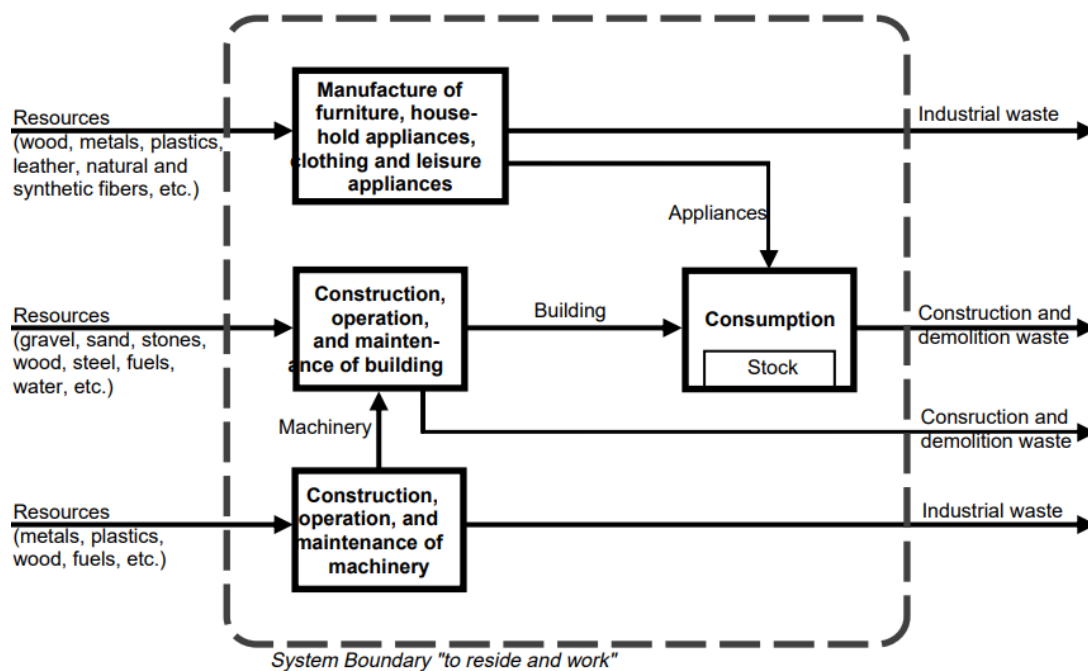 Manufacture of
furniture, house-
hold appliances,
clothing and leisure
appliances
Resources
(wood, metals, plastics,
leather, natural and
synthetic fibers, etc.)
Industrial waste
Appliances
Construction,
operation,
and mainten-
ance of building
Resources
(gravel, sand, stones,
wood, steel, fuels,
water, etc.)
Building
Consumption
Stock
Construction and
demolition waste
Machinery
Consruction and
demolition waste
Construction,
operation, and
maintenance of
machinery
Resources
(metals, plastics,
wood, fuels, etc.)
Industrial waste
System Boundary "to reside and work"